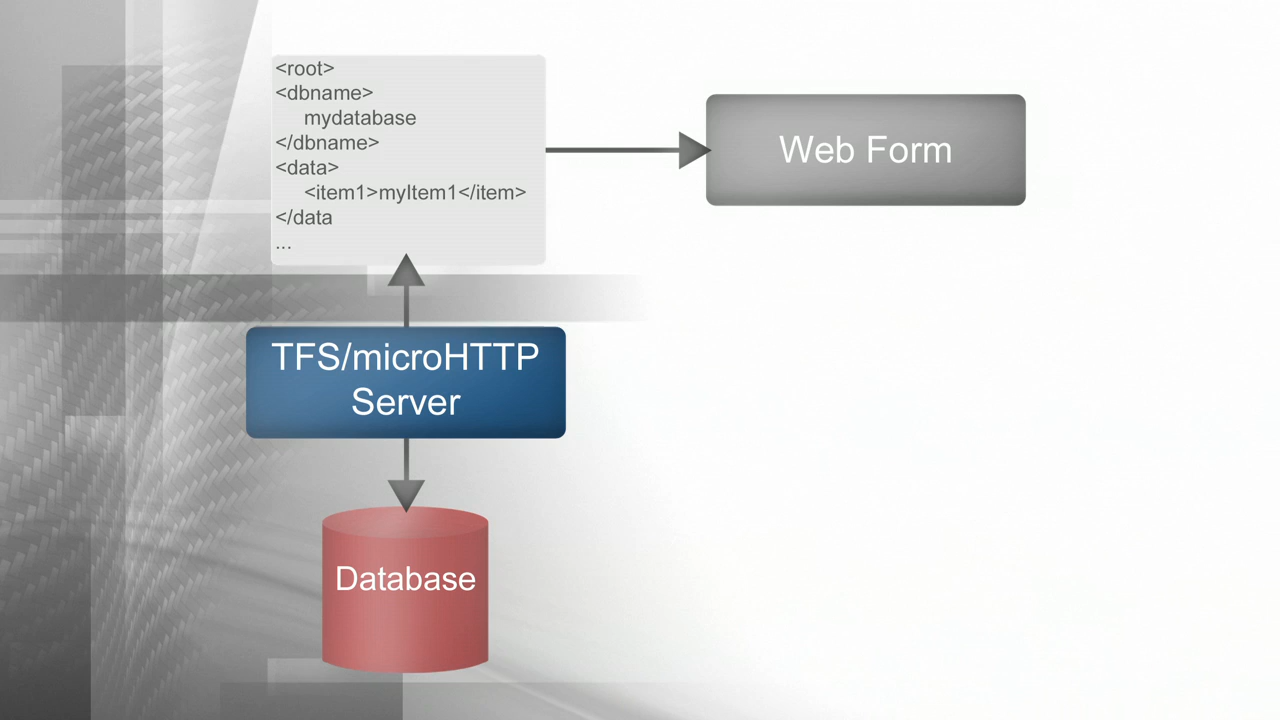 <root>
<dbname>
mydatabase
</dbname>
<data>
<item1>myItem1</item>
</data
...
Web Form
TFS/microHTTP
Server
Database